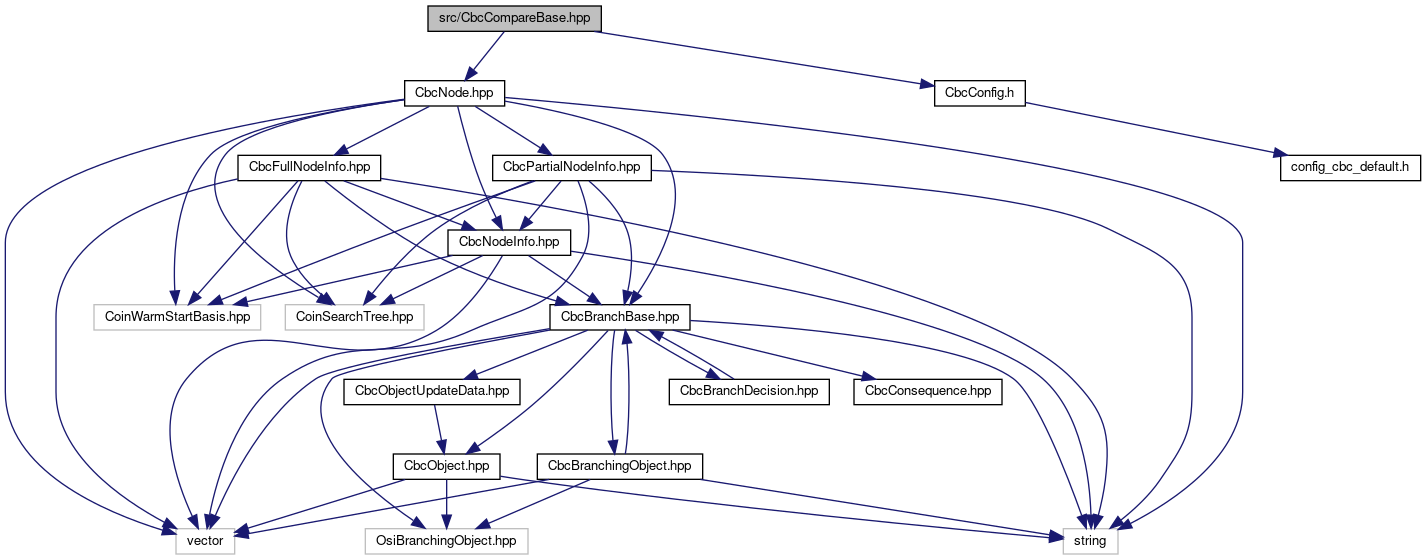 src/CbcCompareBase.hpp
CbcNode.hpp
CbcConfig.h
CbcFullNodeInfo.hpp
CbcPartialNodeInfo.hpp
config_cbc_default.h
CbcNodeInfo.hpp
CoinWarmStartBasis.hpp
CoinSearchTree.hpp
CbcBranchBase.hpp
CbcObjectUpdateData.hpp
CbcBranchDecision.hpp
CbcConsequence.hpp
CbcObject.hpp
CbcBranchingObject.hpp
vector
OsiBranchingObject.hpp
string